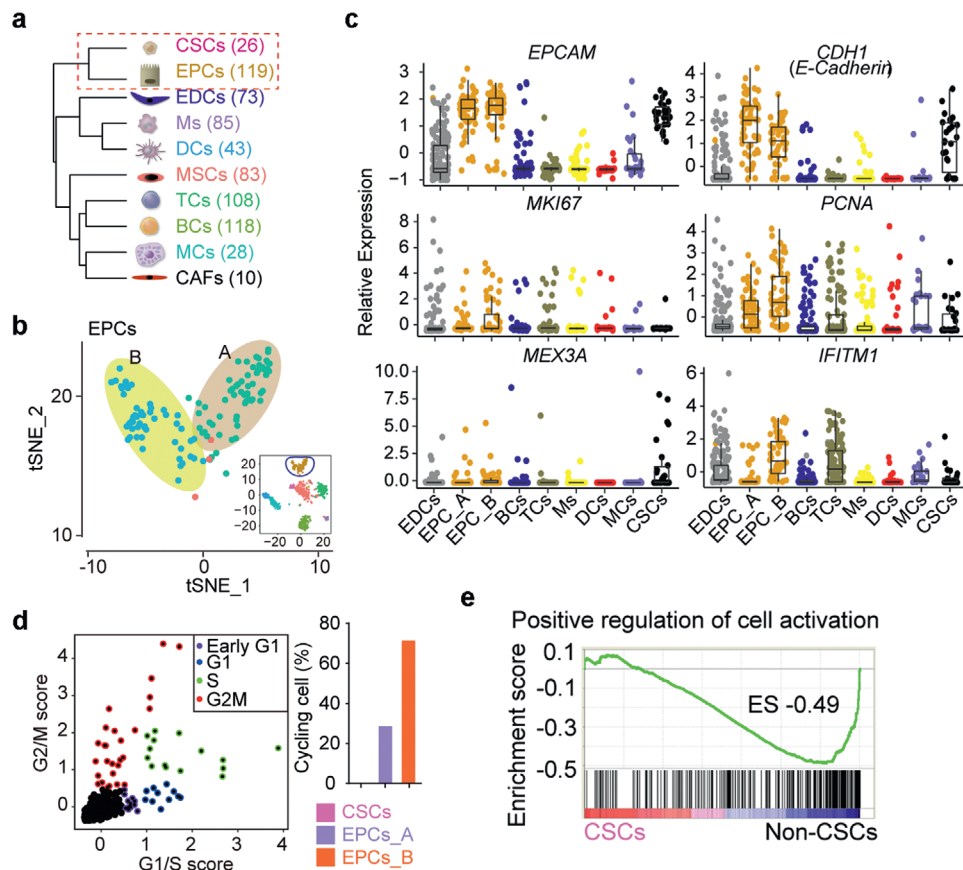 a
CSCs (26)
EPCs (119)
EDCs (73)
Ms (85)
DCs (43)
MSCs (83)
TCs (108)
BCs (118)
MCs (28)
CAFs (10)
b
EPCs
B
A
20
10
tSNE_2
-10
0
10
tSNE_1
20
10
0
-10
-20
-20
0
20
c
Relative Expression
EPCAM
3
2
1
0
-1
CDH1
(E-Cadherin)
4
3
2
1
0
MKI67
8
6
4
2
0
PCNA
4
3
2
1
0
MEX3A
10.0
7.5
5.0
2.5
0.0
IFITM1
6
4
2
0
EDCs
EPC_A
EPC_B
BCs
TCs
Ms
DCs
MCs
CSCs
EDCs
EPC_A
EPC_B
BCs
TCs
Ms
DCs
MCs
CSCs
d
G2/M score
4
3
2
1
0
0
1
2
3
4
G1/S score
Early G1
G1
S
G2M
Cycling cell (%)
80
60
40
20
0
CSCs
EPCs_A
EPCs_B
e
Positive regulation of cell activation
Enrichment score
0.1
-0.1
-0.3
-0.5
ES -0.49
CSCs
Non-CSCs